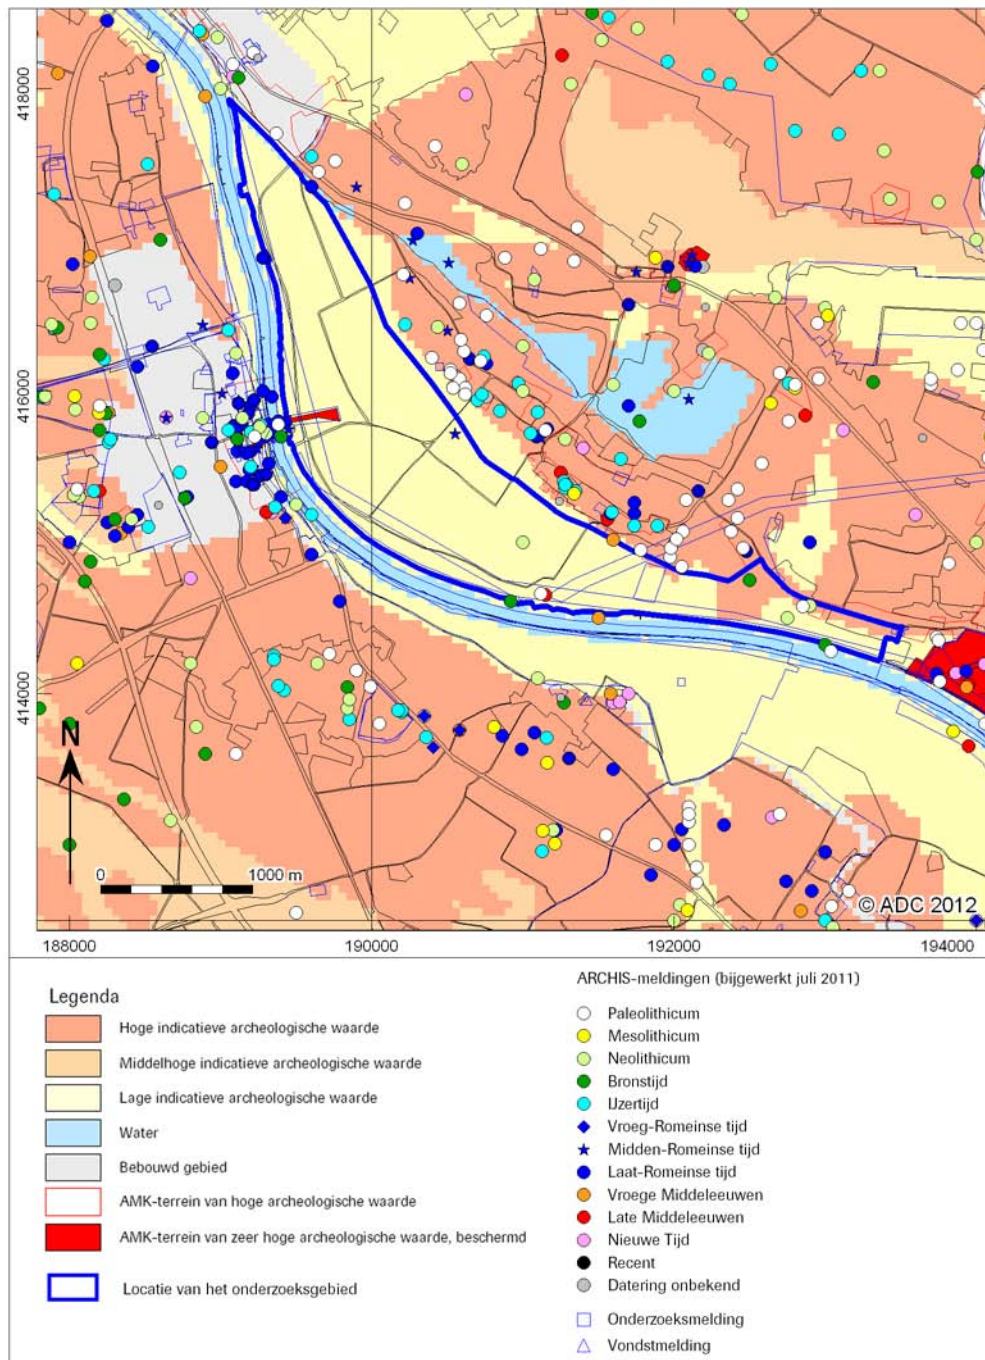 418000
416000
414000
N
0 1000 m
© ADC 2012
188000 190000 192000 194000
Legenda
Hoge indicatieve archeologische waarde
Middelhoge indicatieve archeologische waarde
Lage indicatieve archeologische waarde
Water
Bebouwd gebied
AMK-terrein van hoge archeologische waarde
AMK-terrein van zeer hoge archeologische waarde, beschermd
Locatie van het onderzoeksgebied
ARCHIS-meldingen (bijgewerkt juli 2011)
Paleolithicum
Mesolithicum
Neolithicum
Bronstijd
IJzertijd
Vroeg-Romeinse tijd
Midden-Romeinse tijd
Laat-Romeinse tijd
Vroege Middeleeuwen
Late Middeleeuwen
Nieuwe Tijd
Recent
Datering onbekend
Onderzoeksmelding
Vondstmelding